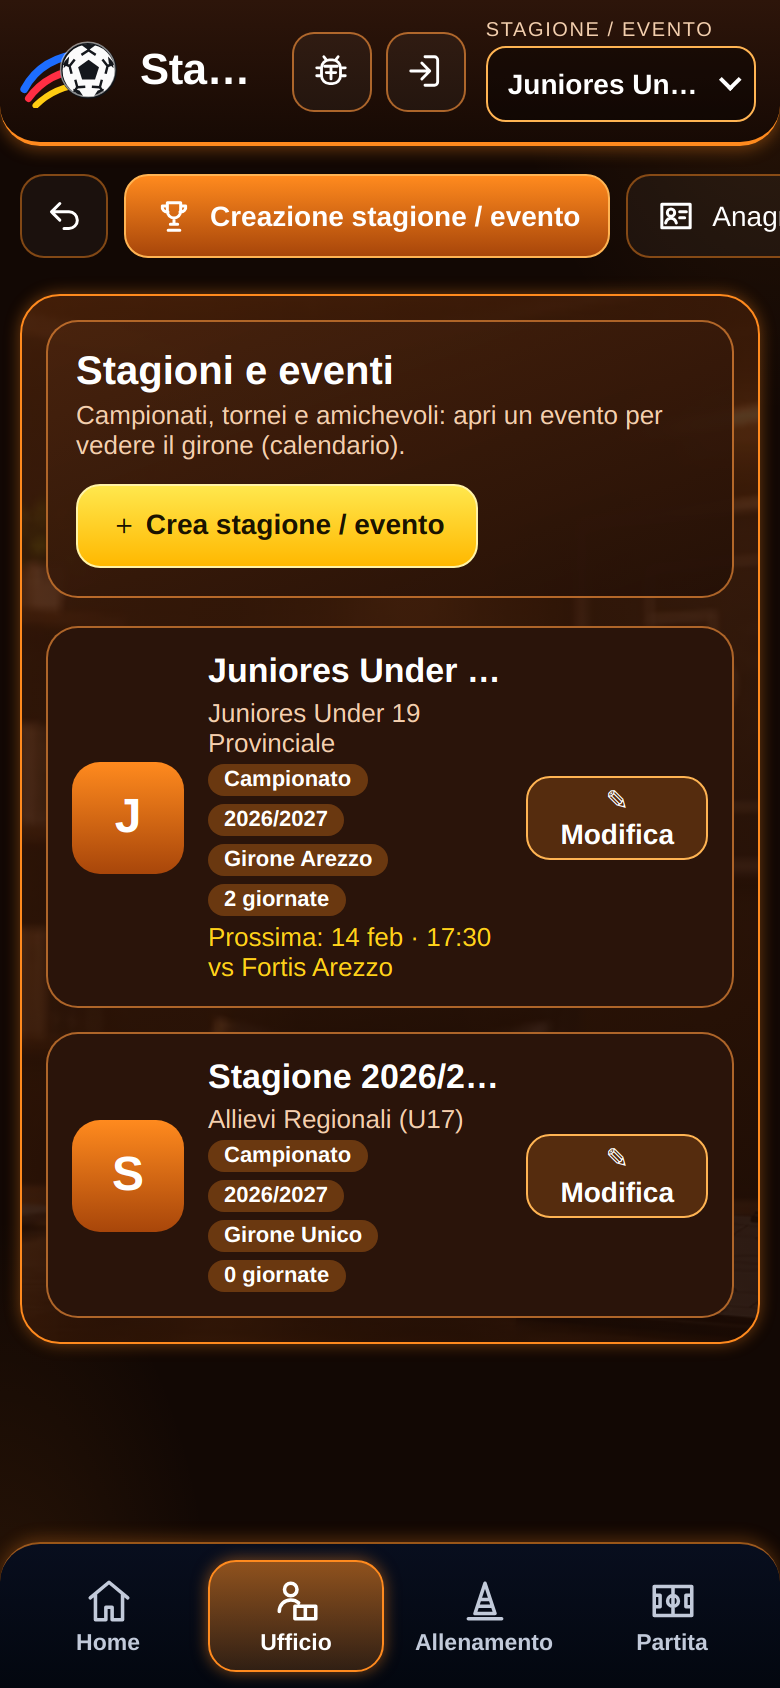 Sta...
STAGIONE / EVENTO
Juniores Un...
Creazione stagione / evento
Anag
Stagioni e eventi
Campionati, tornei e amichevoli: apri un evento per
vedere il girone (calendario).
+ Crea stagione / evento
J
Juniores Under ...
Juniores Under 19
Provinciale
Campionato
2026/2027
Girone Arezzo
2 giornate
Prossima: 14 feb · 17:30
vs Fortis Arezzo
✎
Modifica
S
Stagione 2026/2...
Allievi Regionali (U17)
Campionato
2026/2027
Girone Unico
0 giornate
✎
Modifica
Home
Ufficio
Allenamento
Partita